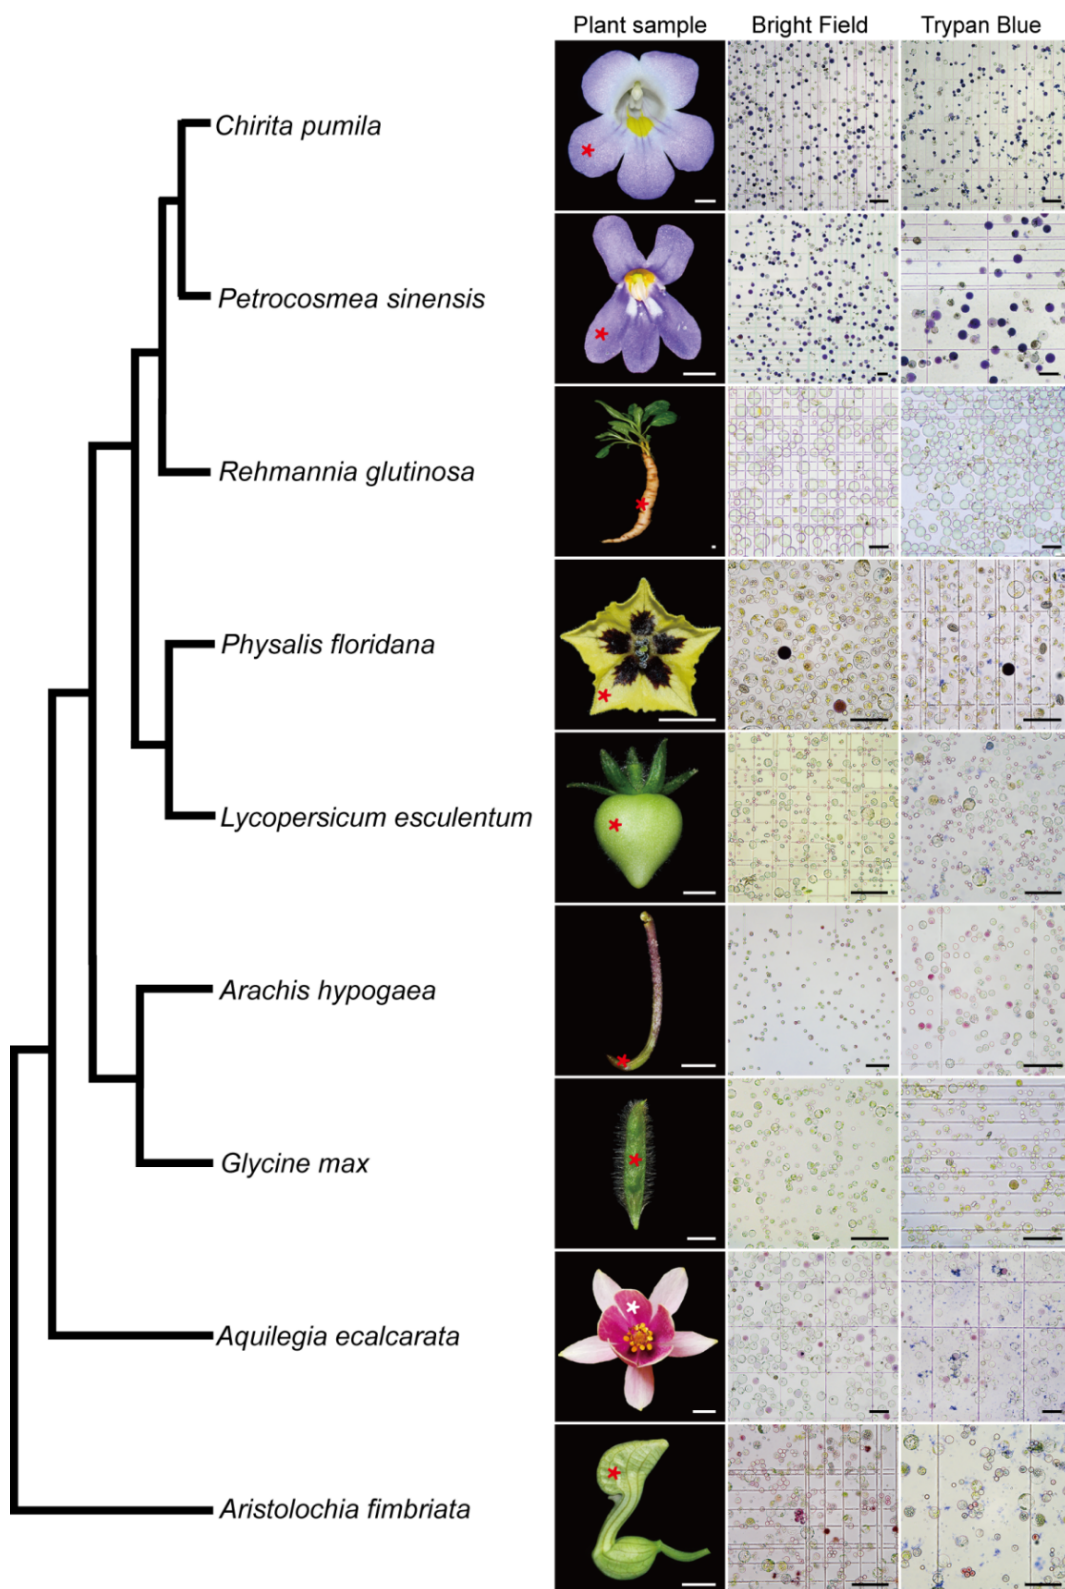 Plant sample Bright Field Trypan Blue
Chirita pumila
Petrocosmea sinensis
Rehmannia glutinosa
Physalis floridana
Lycopersicum esculentum
Arachis hypogaea
Glycine max
Aquilegia ecalcarata
Aristolochia fimbriata